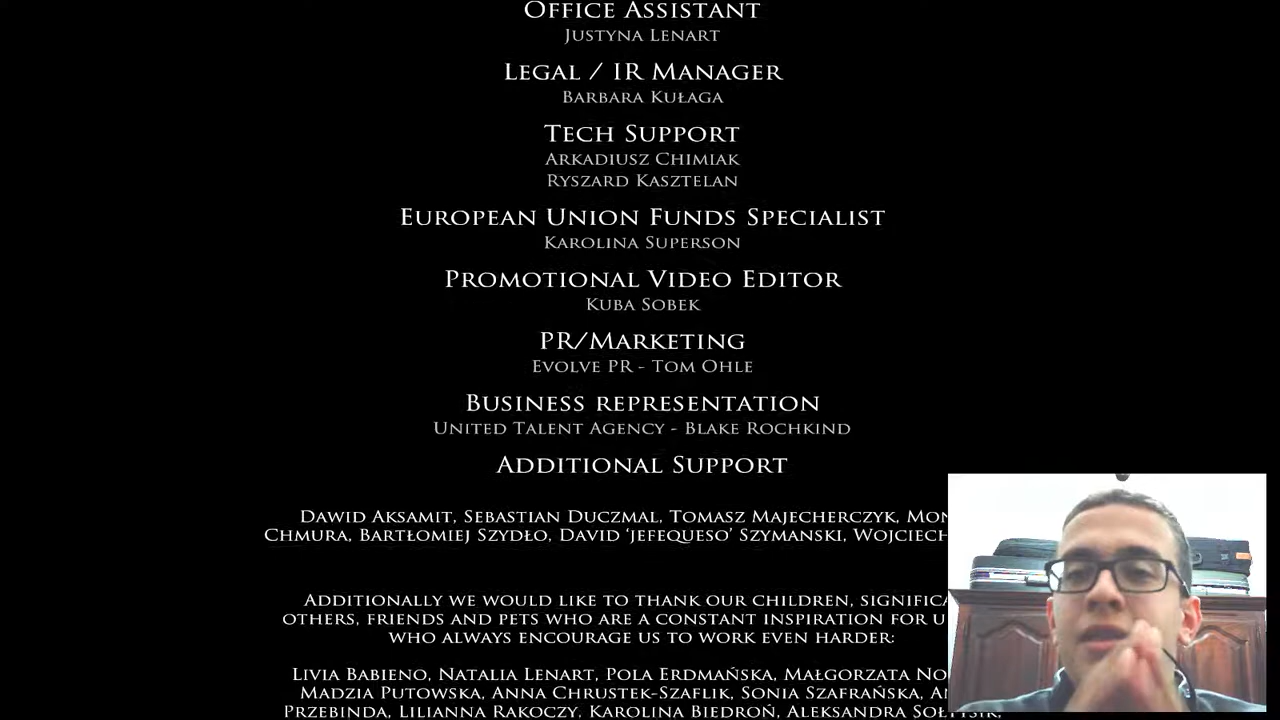 OFFICE ASSISTANT
JUSTYNA LENART
LEGAL / IR MANAGER
BARBARA KUŁAGA
TECH SUPPORT
ARKADIUSZ CHIMIAK
RYSZARD KASZTELAN
EUROPEAN UNION FUNDS SPECIALIST
KAROLINA SUPERSON
PROMOTIONAL VIDEO EDITOR
KUBA SOBEK
PR/MARKETING
EVOLVE PR - TOM OHLE
BUSINESS REPRESENTATION
UNITED TALENT AGENCY - BLAKE ROCHKIND
ADDITIONAL SUPPORT
DAWID AKSAMIT, SEBASTIAN DUCZMAL, TOMASZ MAJECHERCZYK,
CHMURA, BARTŁOMIEJ SZYDŁO, DAVID 'JEFEQUESO' SZYMANSKI, WOJCIECH
ADDITIONALLY WE WOULD LIKE TO THANK OUR CHILDREN,
OTHERS, FRIENDS AND PETS WHO ARE A CONSTANT INSPIRATION FOR
WHO ALWAYS ENCOURAGE US TO WORK EVEN HARDER:
LIVIA BABIENO, NATALIA LENART, POLA ERDMAŃSKA, MAŁGORZATA
MADZIA PUTOWSKA, ANNA CHRUSTEK-SZAFLIK, SONIA SZAFRAŃSKA,
PRZEBINDA, LILIANNA RAKOCZY, KAROLINA BIEDROŃ, ALEKSANDRA SOŁTYSIK,